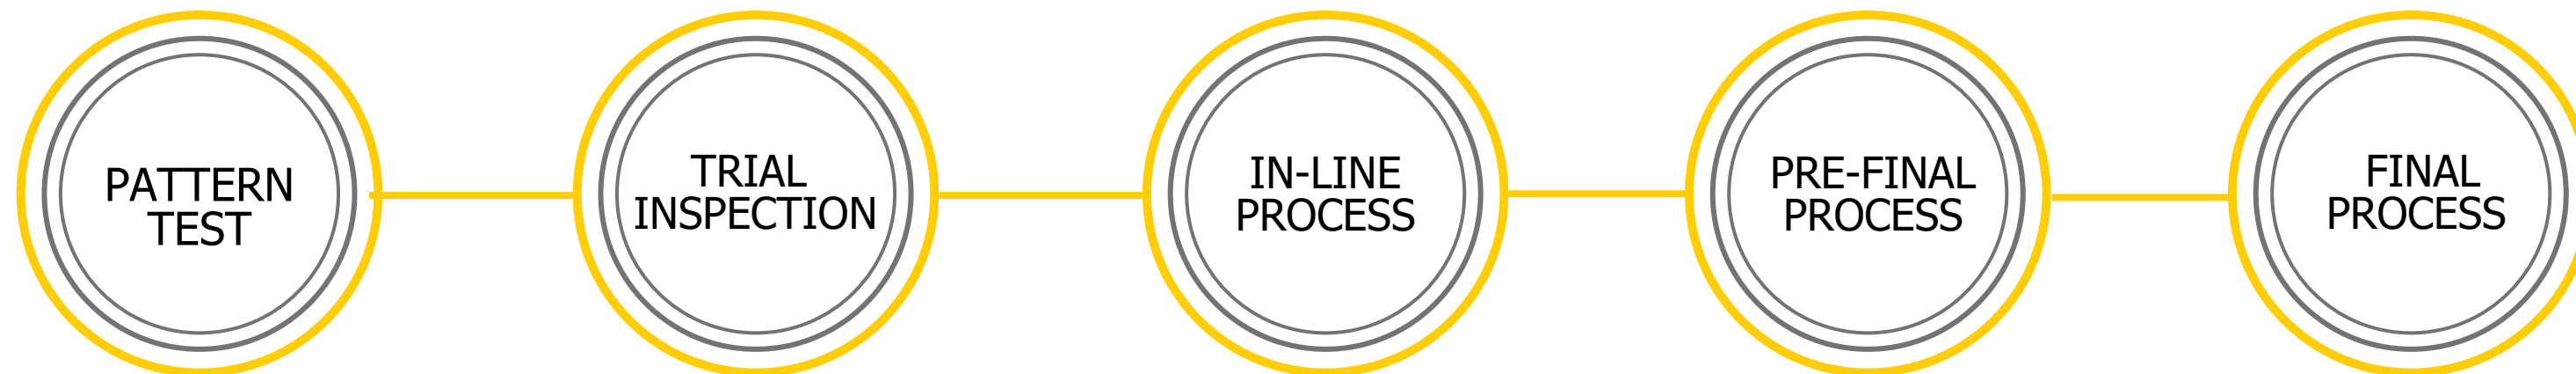 PATTERN
TEST
TRIAL
INSPECTION
IN-LINE
PROCESS
PRE-FINAL
PROCESS
FINAL
PROCESS